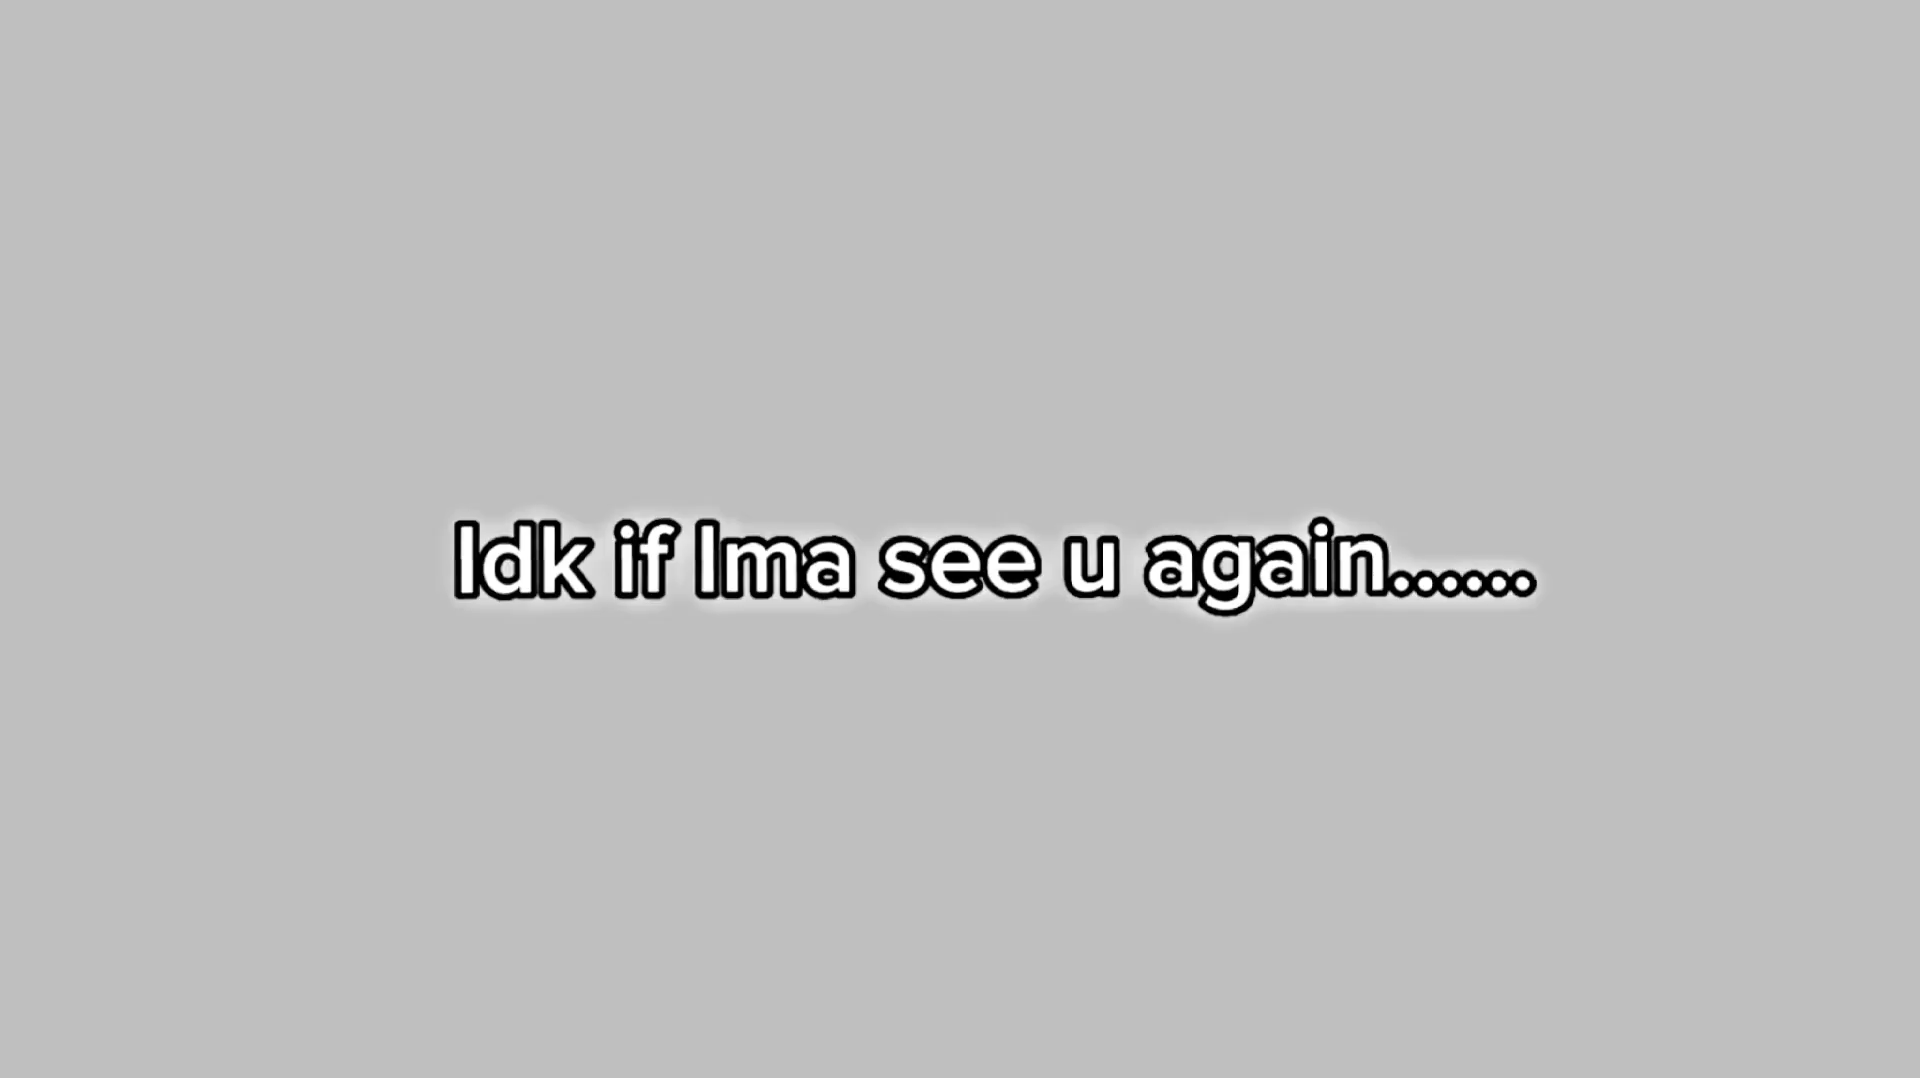 Idk if Ima see u again.......